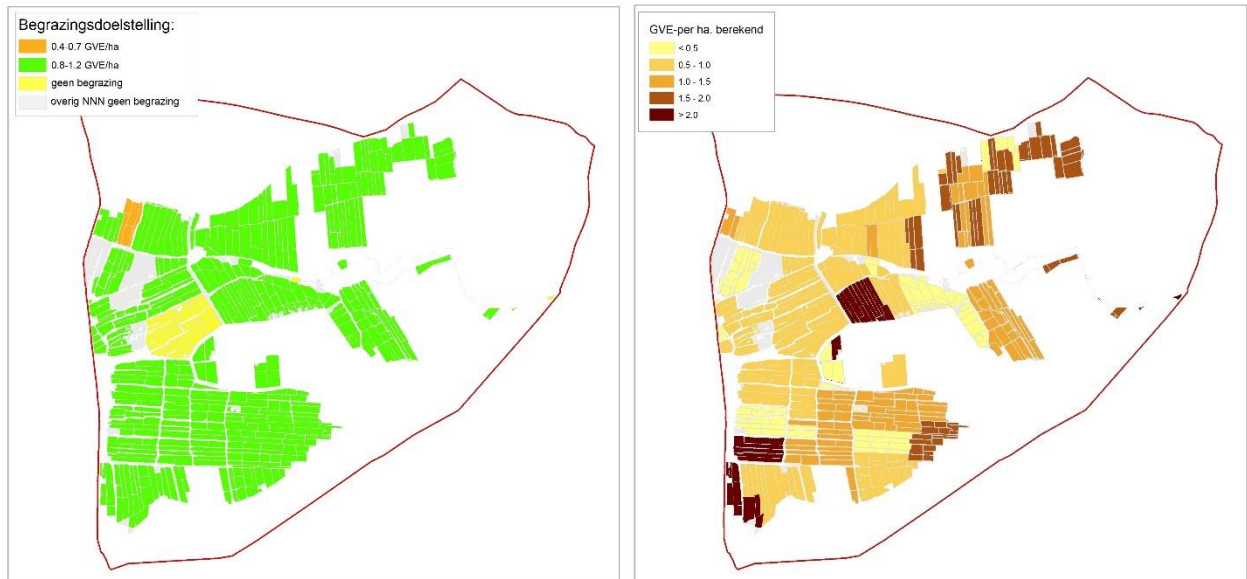 Begrazingsdoelstelling:
0.4-0.7 GVE/ha
0.8-1.2 GVE/ha
geen begrazing
overig NNN geen begrazing
GVE-per ha. berekend
< 0.5
0.5 - 1.0
1.0 - 1.5
1.5 - 2.0
> 2.0